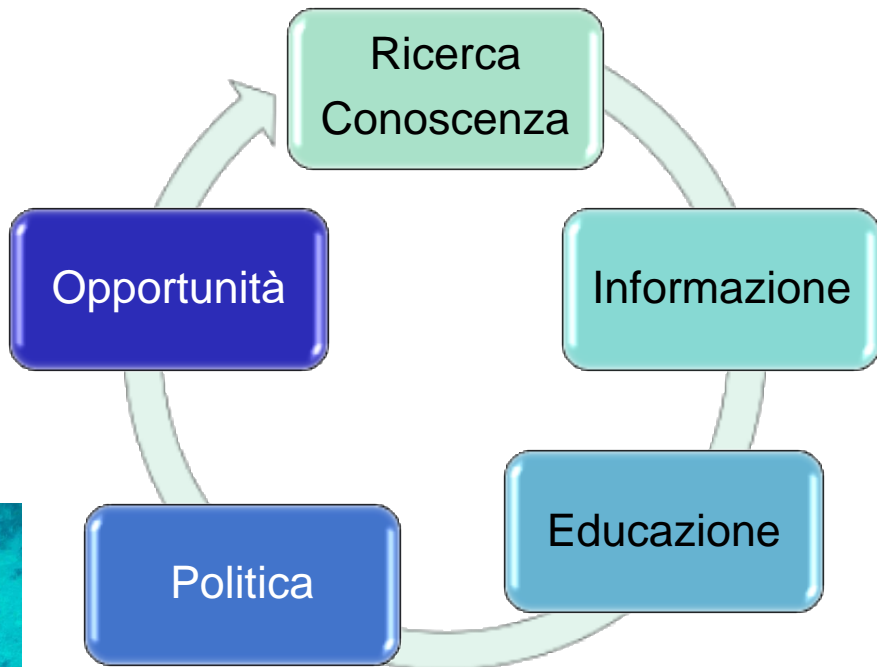 Ricerca
Conoscenza
Informazione
Educazione
Politica
Opportunità